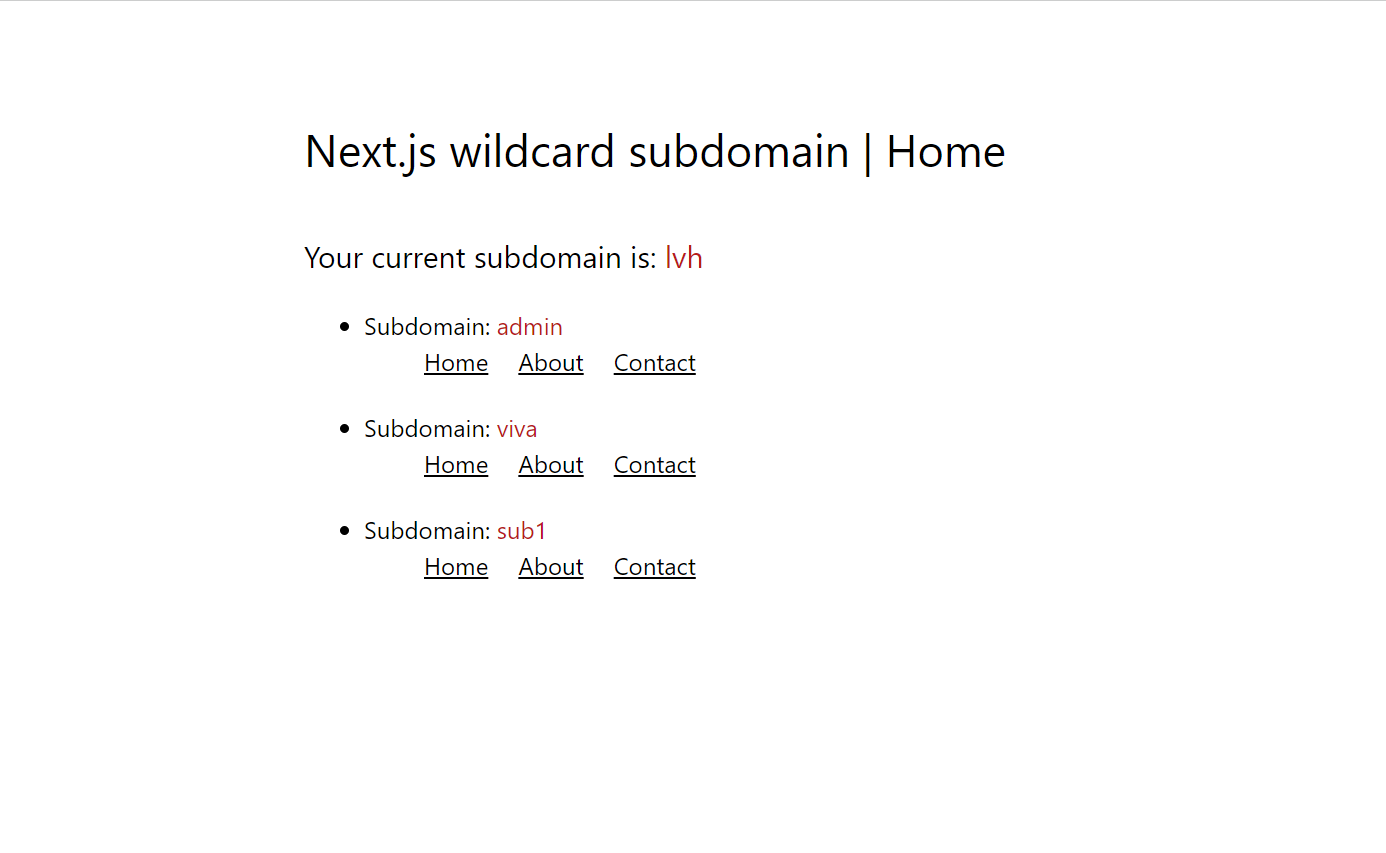 Next.js wildcard subdomain | Home
Your current subdomain is: lvh
Subdomain: admin
Home About Contact
Subdomain: viva
Home About Contact
Subdomain: sub1
Home About Contact